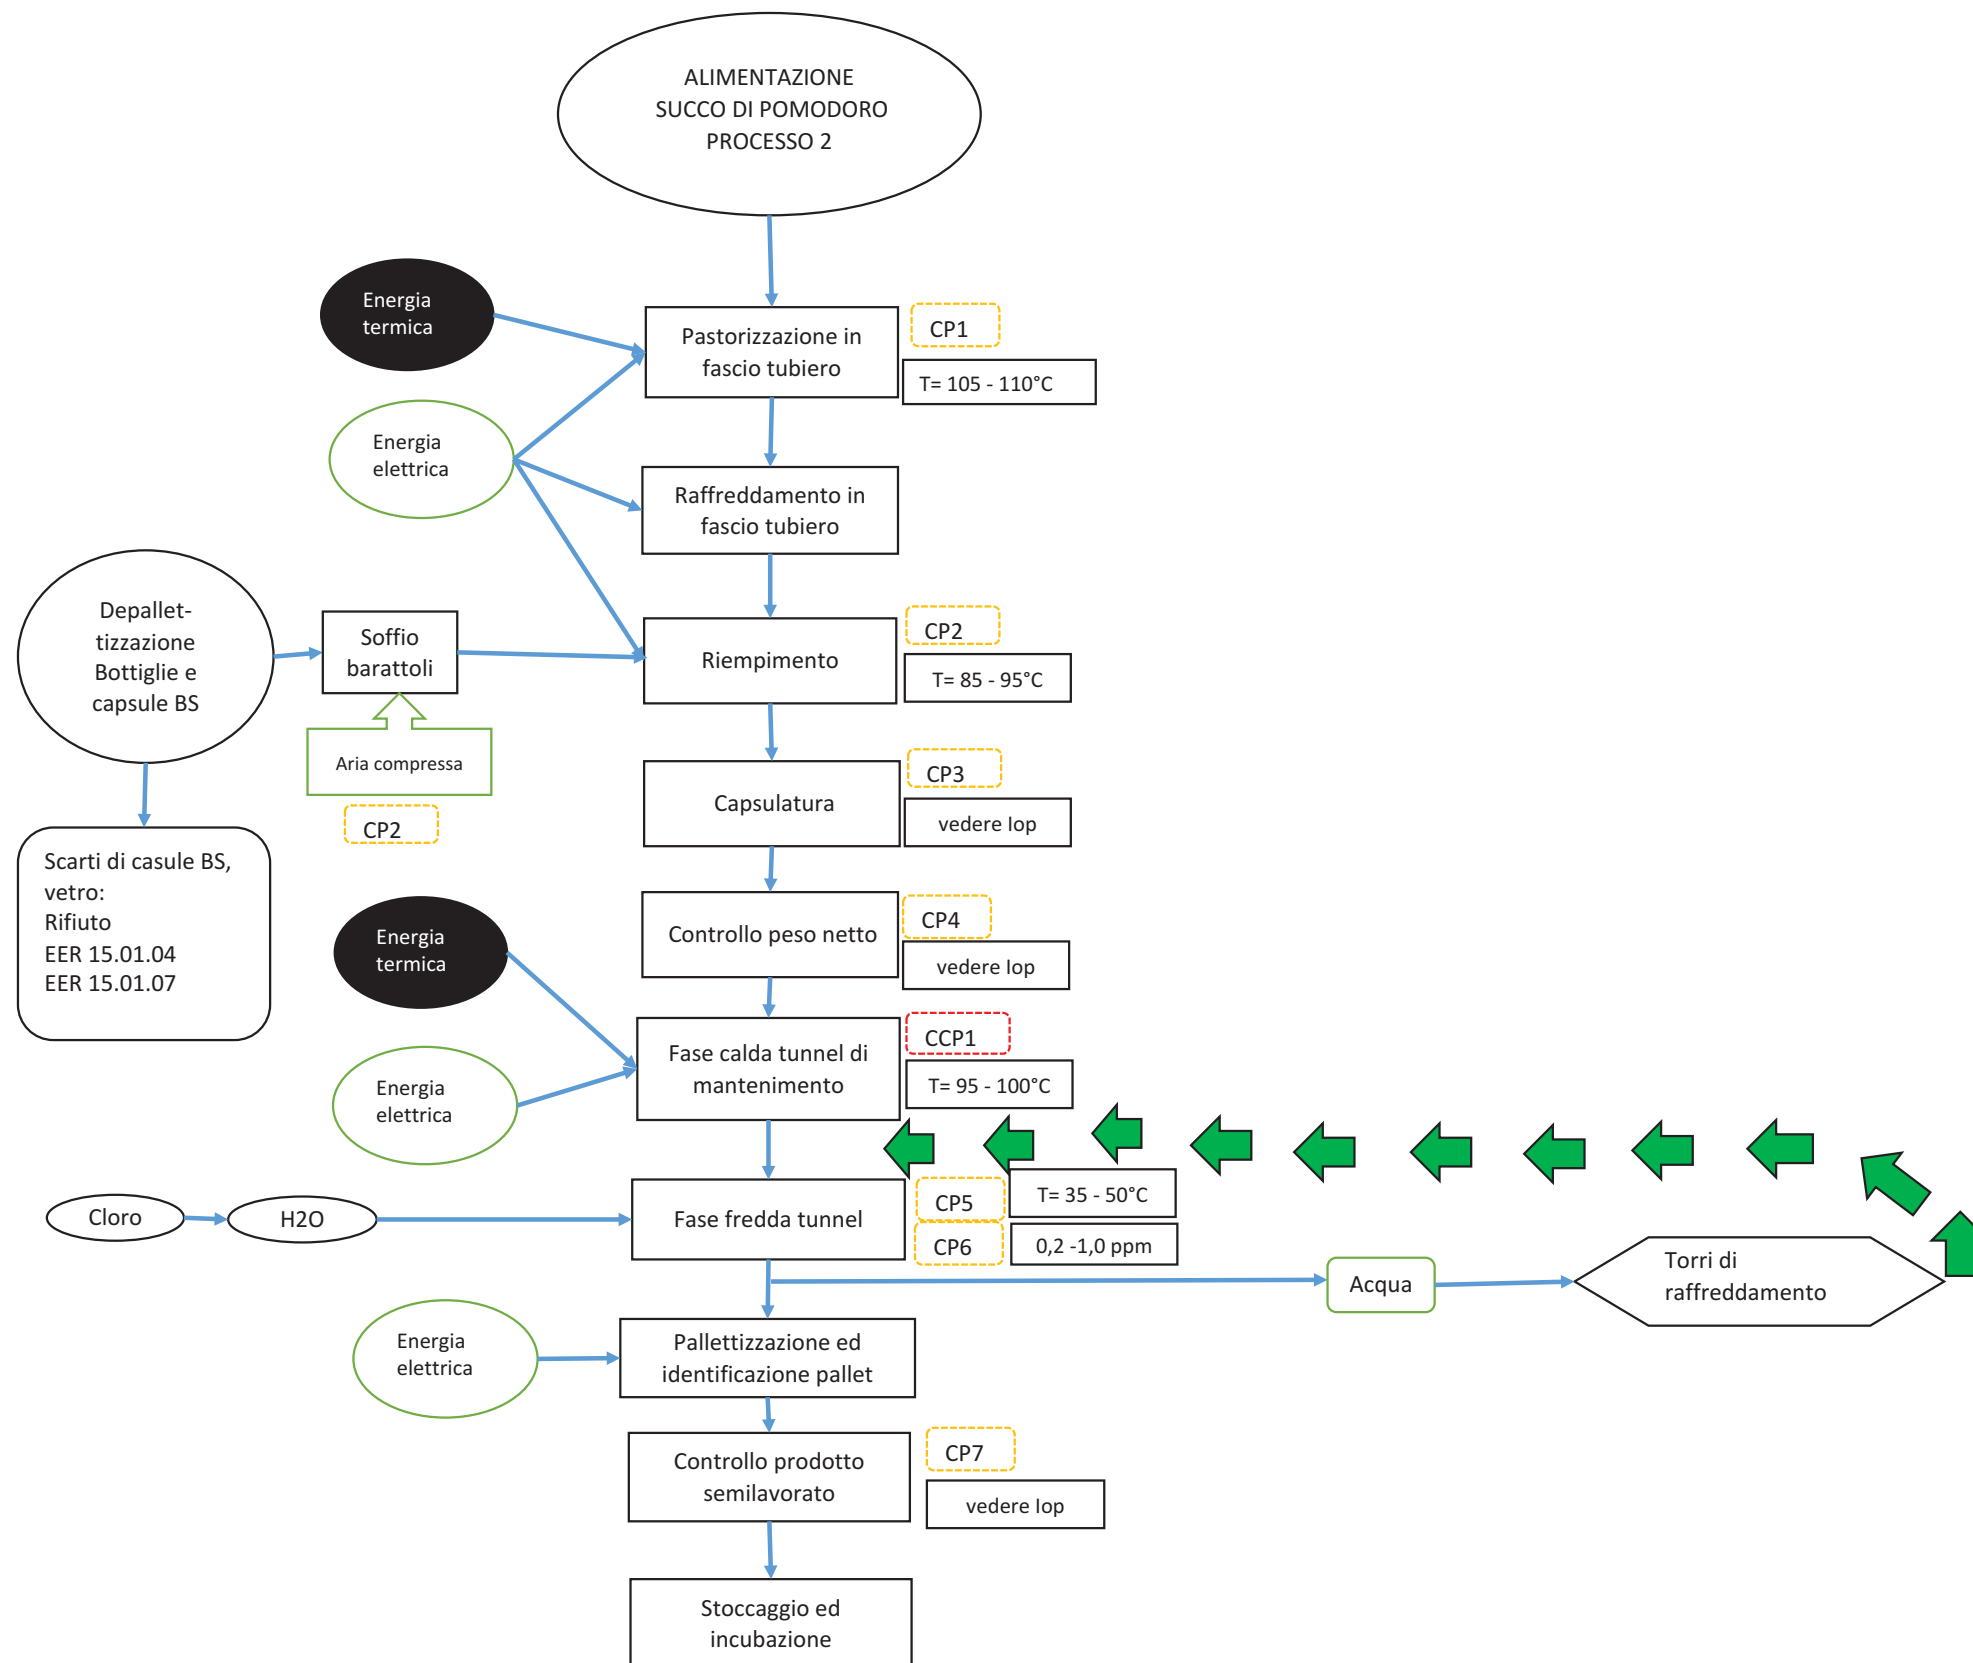 ALIMENTAZIONE
SUCCO DI POMODORO
PROCESSO 2
Energia
termica
Pastorizzazione in
fascio tubiero
CP1
T= 105 - 110°C
Energia
elettrica
Raffreddamento in
fascio tubiero
Depallet-
tizzazione
Bottiglie e
capsule BS
Soffio
barattoli
Riempimento
CP2
T= 85 - 95°C
Aria compressa
CP2
Capsulatura
CP3
vedere Iop
Scarti di casule BS,
vetro:
Rifiuto
EER 15.01.04
EER 15.01.07
Controllo peso netto
CP4
vedere Iop
Energia
termica
Fase calda tunnel di
mantenimento
CCP1
T= 95 - 100°C
Energia
elettrica
Cloro
H2O
Fase fredda tunnel
CP5
T= 35 - 50°C
CP6
0,2 -1,0 ppm
Acqua
Torri di
raffreddamento
Energia
elettrica
Pallettizzazione ed
identificazione pallet
Controllo prodotto
semilavorato
CP7
vedere Iop
Stoccaggio ed
incubazione